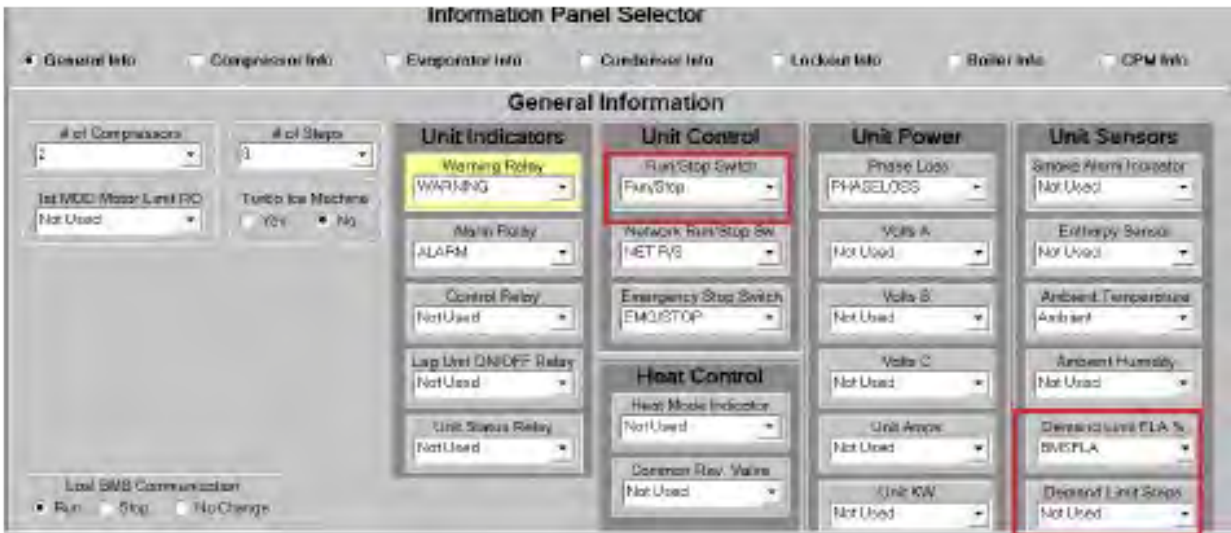 Information Panel Selector
General Info Compressor Info Evaporator Info Condenser Info Lockout Info Boiler Info CPM Info
General Information
# of Compressors
2
# of Steps
1st MOD Motor Limit RO
Not Used
Turbo Ice Machine
Yes No
Lost BMS Communication
Run Stop No Change
Unit Indicators
Warning Relay
WARNING
Alarm Relay
ALARM
Control Relay
Not Used
Lag Unit ON/OFF Relay
Not Used
Unit Status Relay
Not Used
Unit Control
Run/Stop Switch
Run/Stop
Network Run/Stop Sw
NET R/S
Emergency Stop Switch
EMG/STOP
Heat Control
Heat Mode Indicator
Not Used
Common Rev. Valve
Not Used
Unit Power
Phase Loss
PHASELOSS
Volts A
Not Used
Volts B
Not Used
Volts C
Not Used
Unit Amps
Not Used
Unit KW
Not Used
Unit Sensors
Smoke Alarm Indicator
Not Used
Enthalpy Sensor
Not Used
Ambient Temperature
Ambient
Ambient Humidity
Not Used
Demand Limit FLA %
BMSFLA
Demand Limit Steps
Not Used